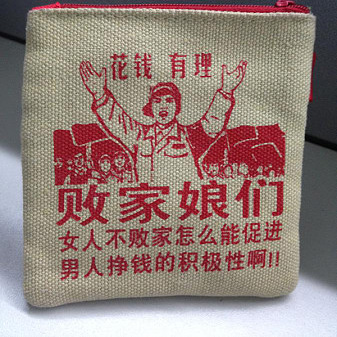 花钱 有理
败家娘们
女人不败家怎么能促进
男人挣钱的积极性啊!!